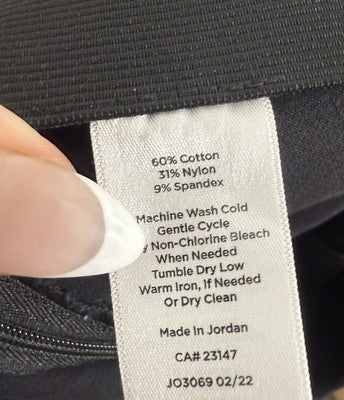 60% Cotton
31% Nylon
9% Spandex
Machine Wash Cold
Gentle Cycle
Non-Chlorine Bleach
When Needed
Tumble Dry Low
Warm Iron, If Needed
Or Dry Clean
Made In Jordan
CA# 23147
JO3069 02/22